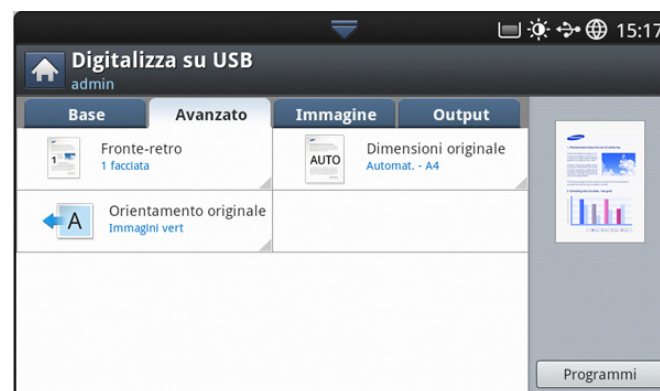 15:17
Digitalizza su USB
admin
Base
Avanzato
Immagine
Output
Fronte-retro
1 facciata
AUTO
Dimensioni originale
Automat. - A4
A
Orientamento originale
Immagini vert
Programmi